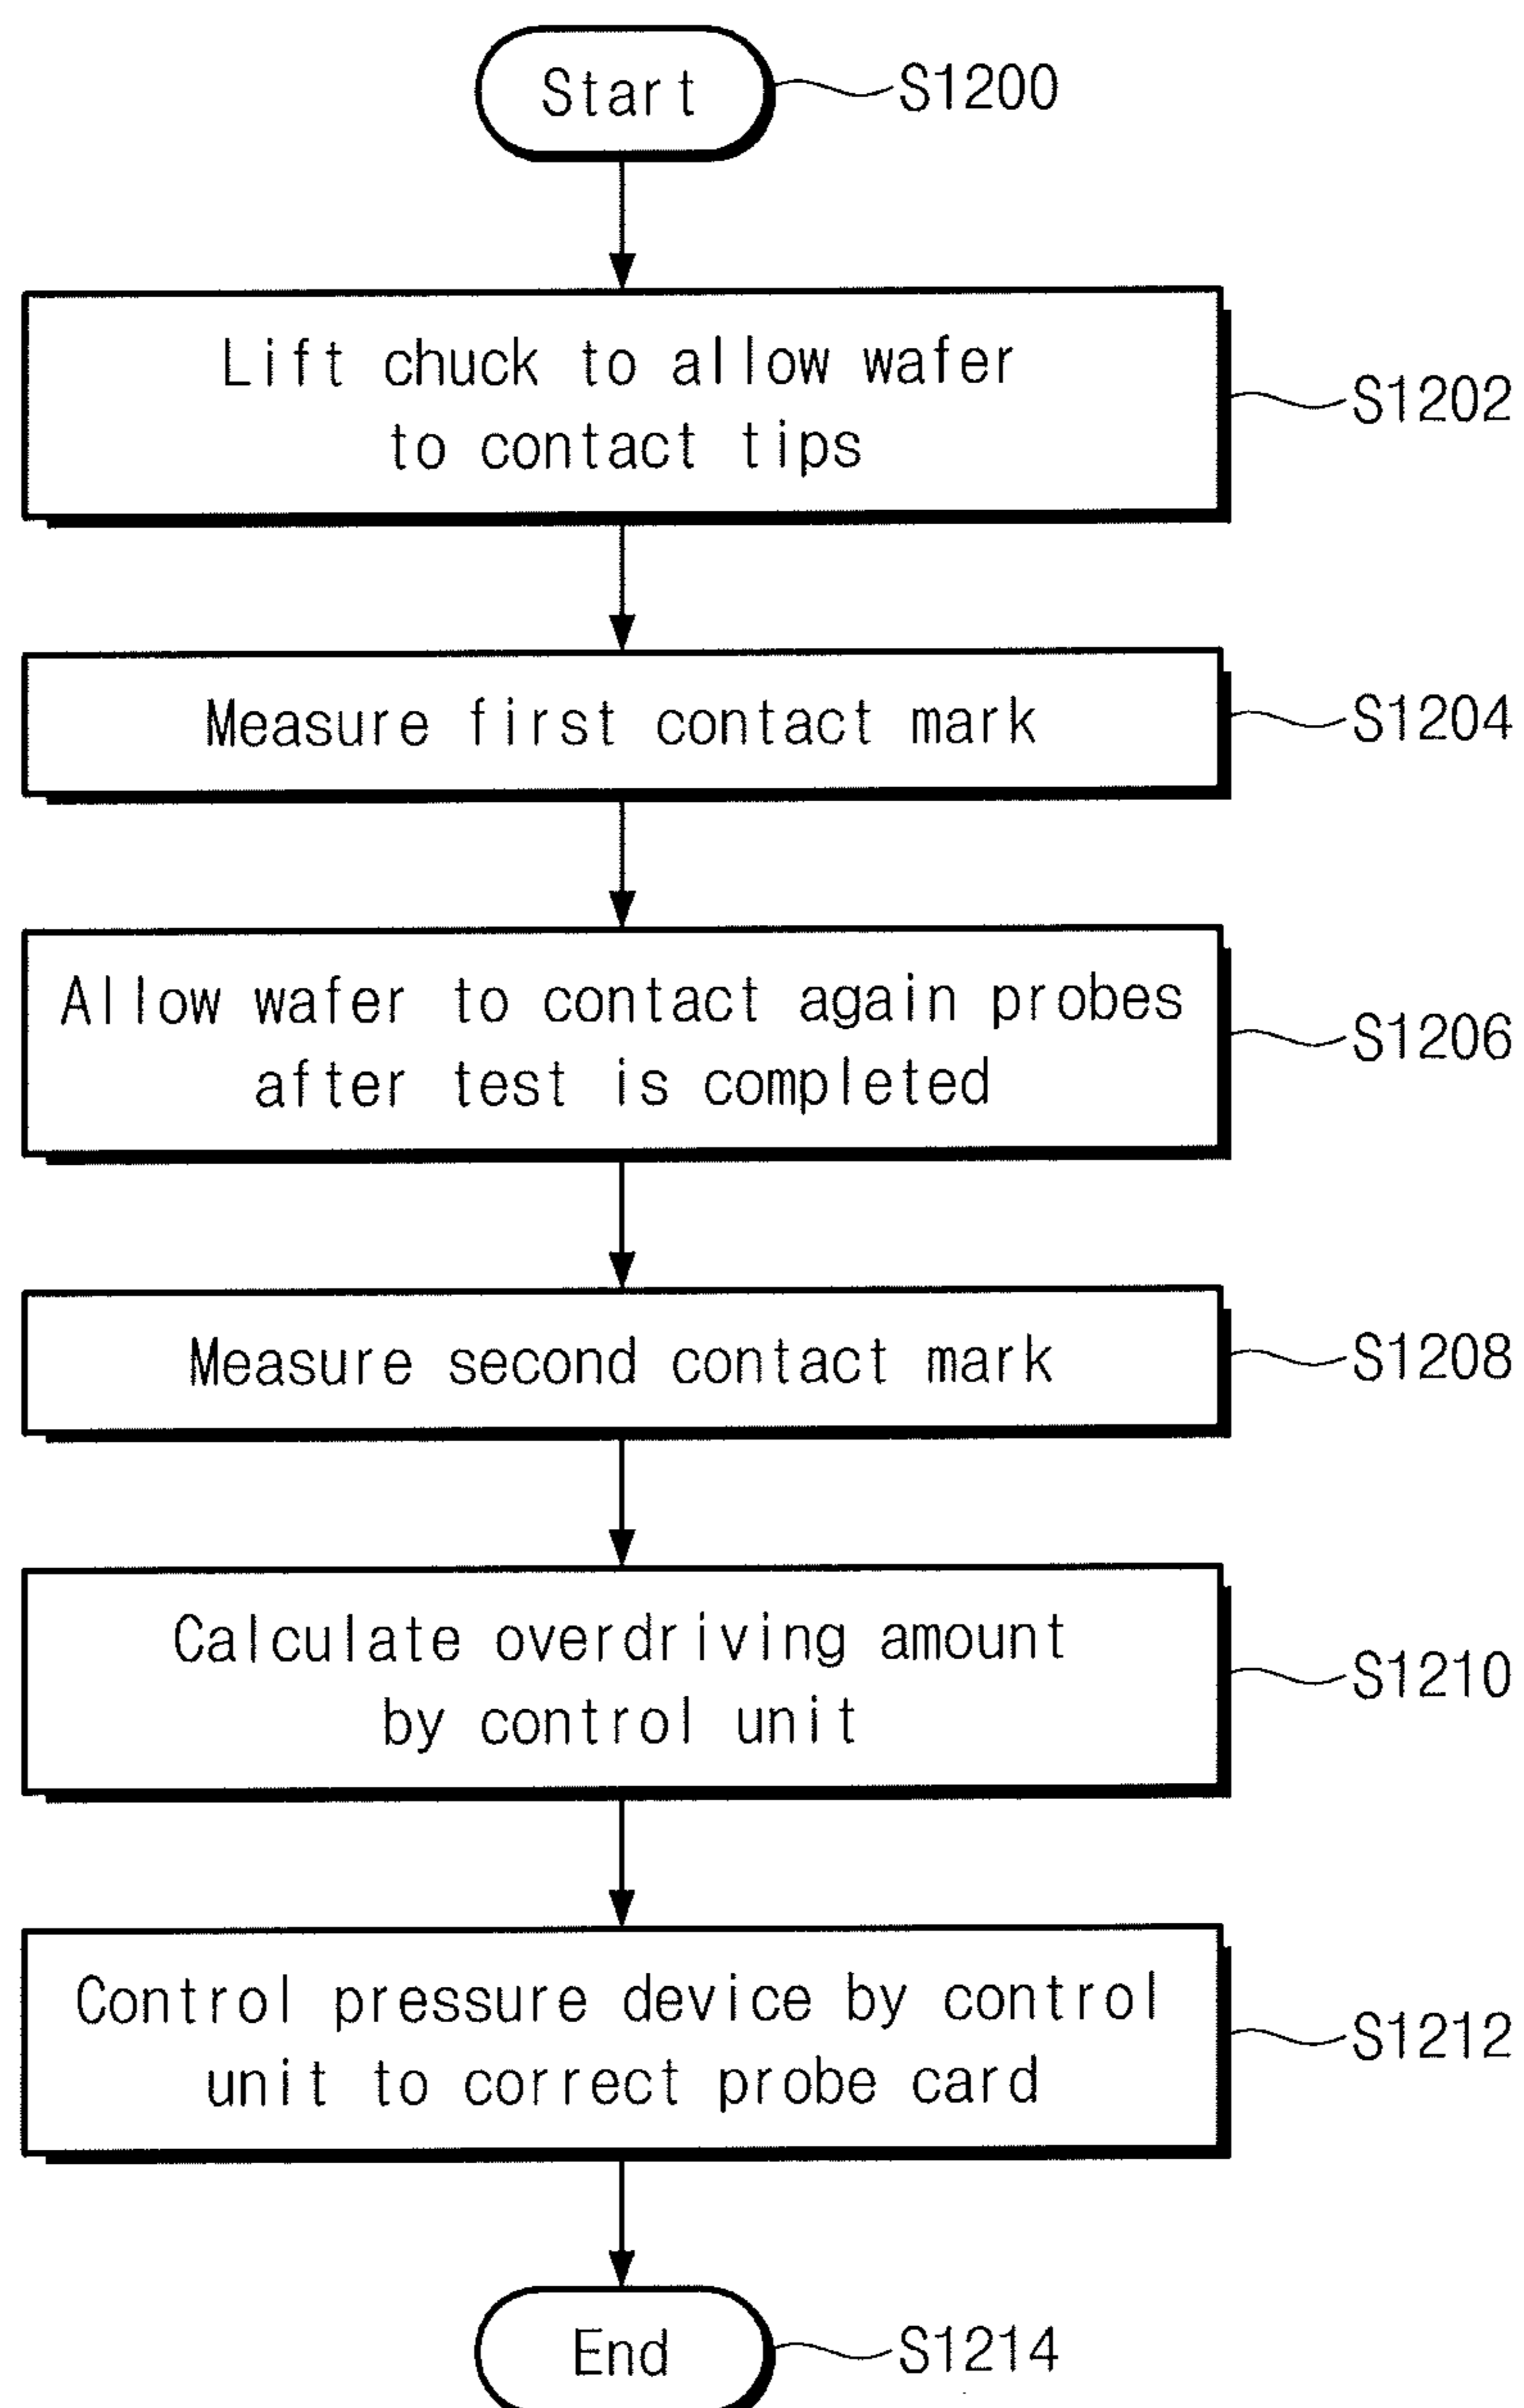 Start
S1200
Lift chuck to allow wafer
to contact tips
S1202
Measure first contact mark
S1204
Allow wafer to contact again probes
after test is completed
S1206
Measure second contact mark
S1208
Calculate overdriving amount
by control unit
S1210
Control pressure device by control
unit to correct probe card
S1212
End
S1214